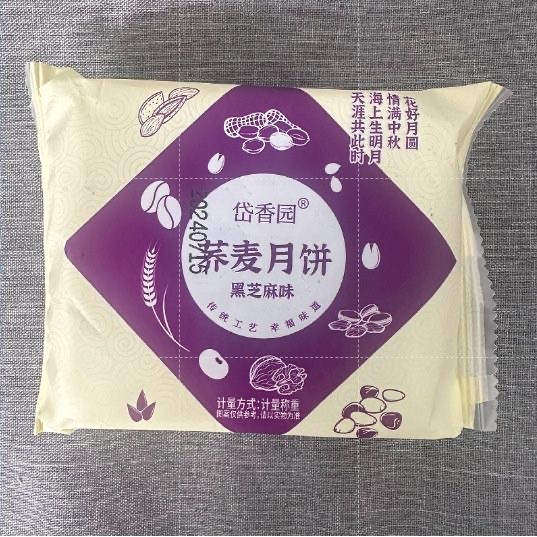 花好月圆
情满中秋
海上生明月
天涯共此时
岱香园®
20240715
荞麦月饼
黑芝麻味
传统工艺 幸福味道
计量方式:计量称重
图案仅供参考,请以实物为准